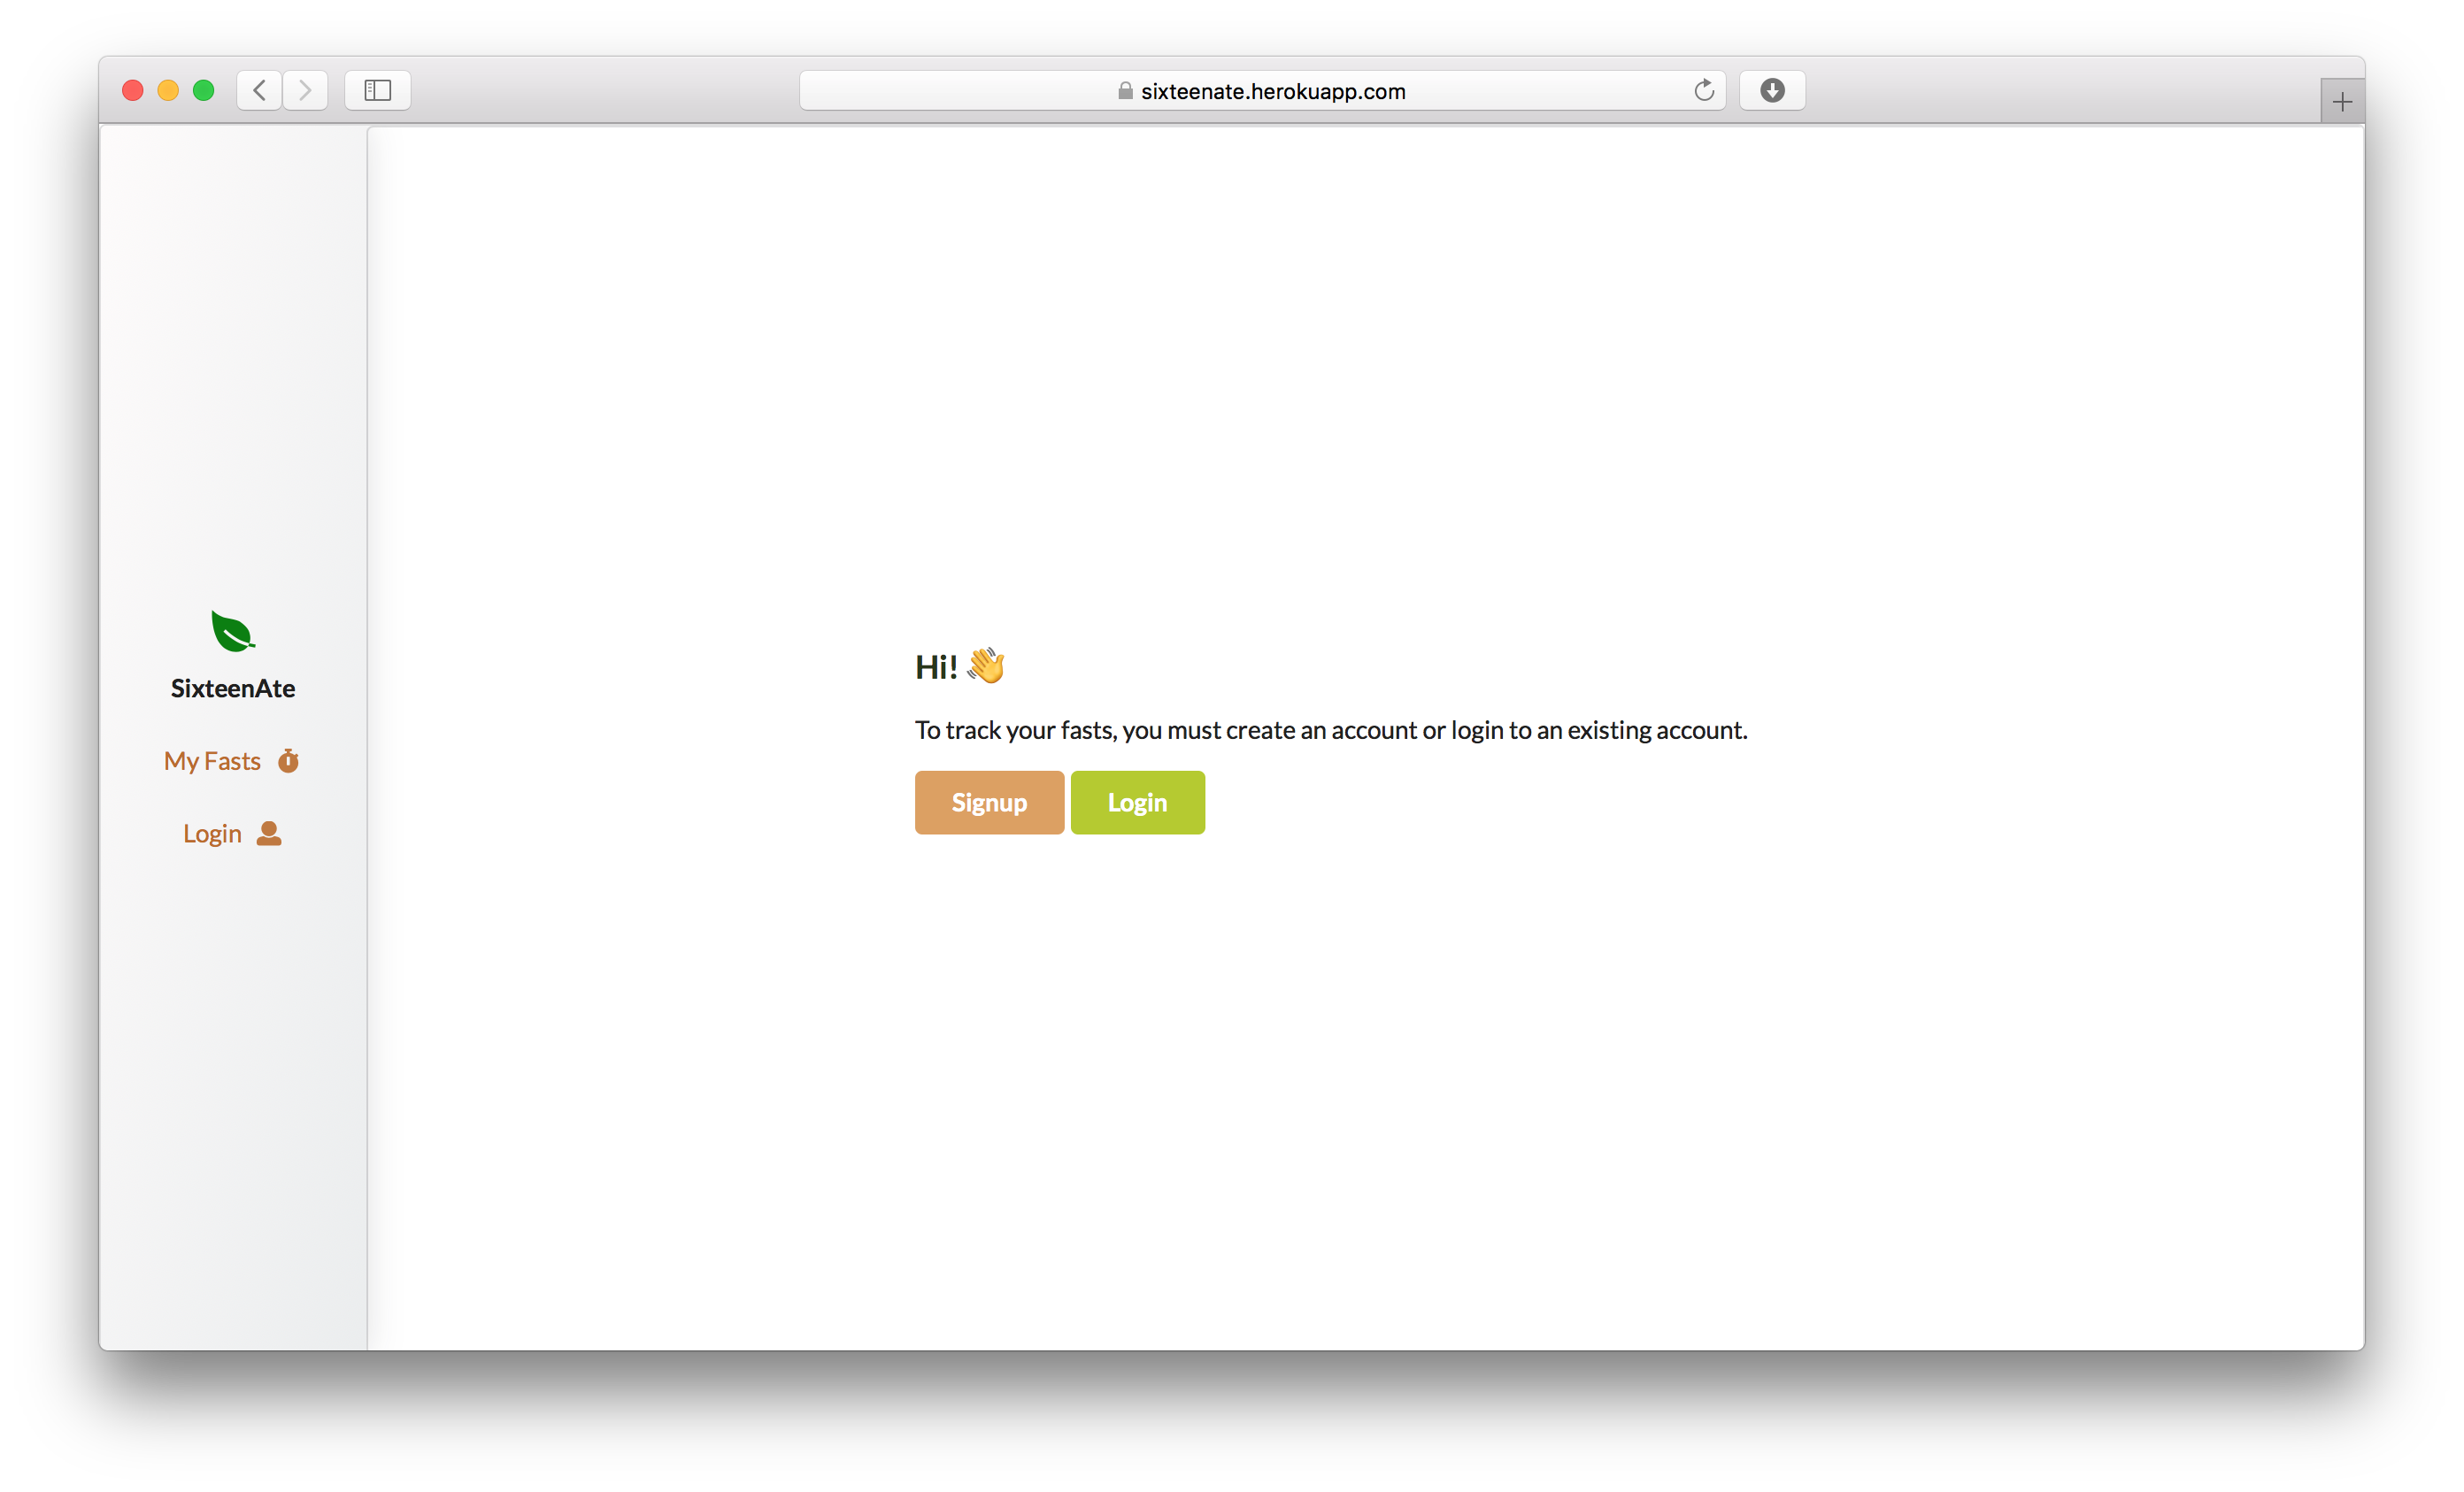 sixteenate.herokuapp.com
SixteenAte
My Fasts
Login
Hi! 👋
To track your fasts, you must create an account or login to an existing account.
Signup Login